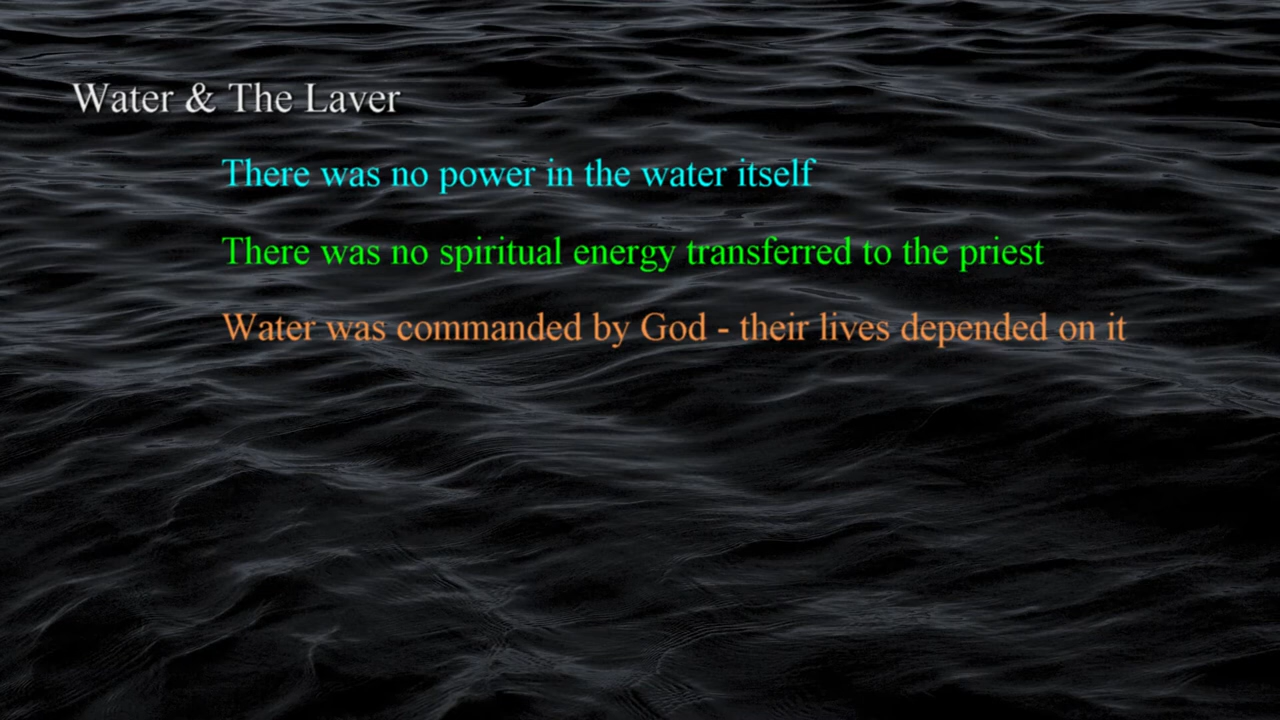 Water & The Laver
There was no power in the water itself
There was no spiritual energy transferred to the priest
Water was commanded by God - their lives depended on it